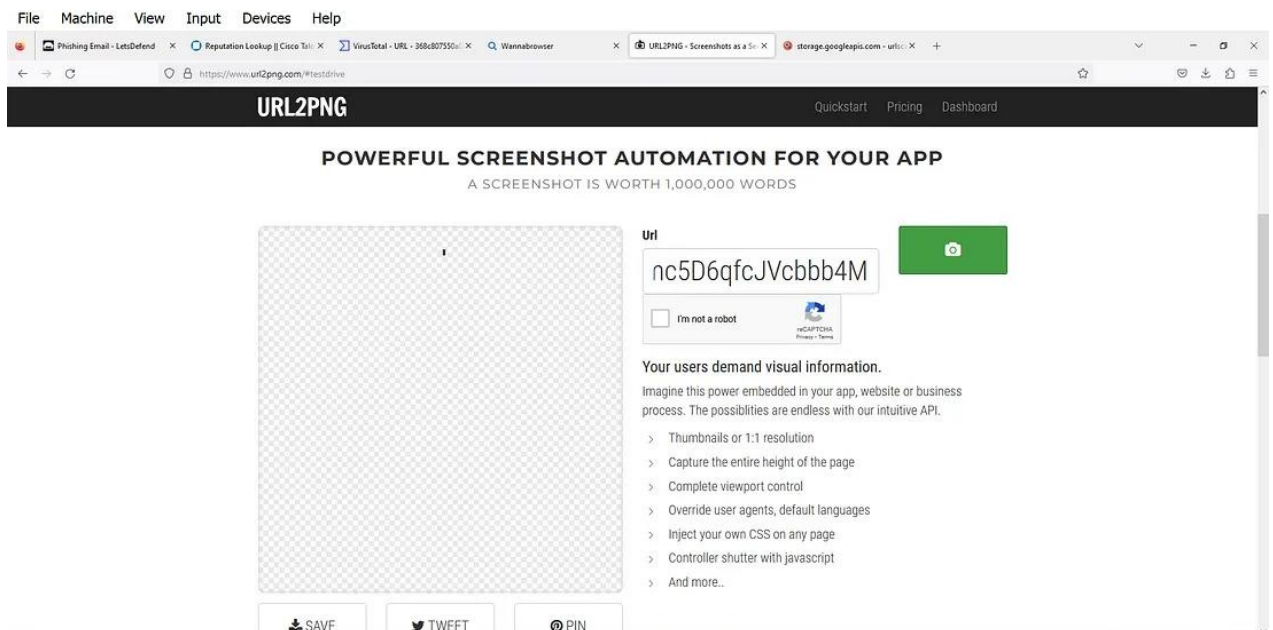 File Machine View Input Devices Help
Phishing Email - LetsDefend × Reputation Lookup || Cisco Tal × VirusTotal - URL - 368c807550a × Wannabrowser × URL2PNG - Screenshots as a Se × storage.googleapis.com - urlsc × +
https://www.url2png.com/#testdrive
URL2PNG Quickstart Pricing Dashboard
POWERFUL SCREENSHOT AUTOMATION FOR YOUR APP
A SCREENSHOT IS WORTH 1,000,000 WORDS
Url
nc5D6qfcJVcbbb4M
I'm not a robot
reCAPTCHA
Privacy - Terms
Your users demand visual information.
Imagine this power embedded in your app, website or business
process. The possiblities are endless with our intuitive API.
Thumbnails or 1:1 resolution
Capture the entire height of the page
Complete viewport control
Override user agents, default languages
Inject your own CSS on any page
Controller shutter with javascript
And more..
SAVE TWEET PIN